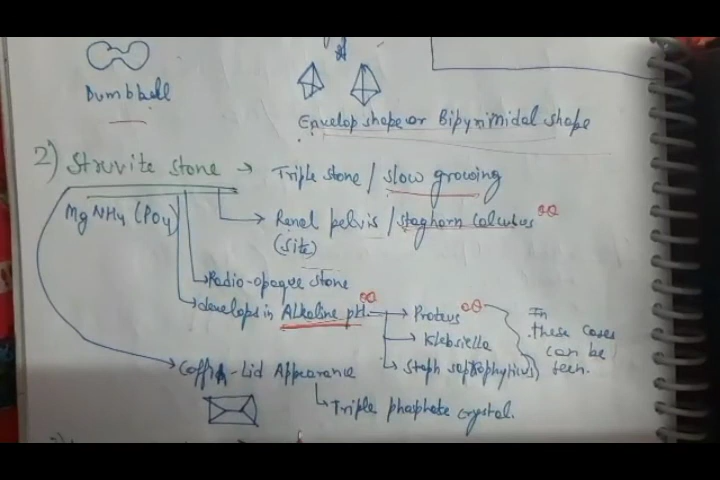 Dumbbell
Envelop shape or Bipyrimidal shape
2) Struvite stone → Triple stone / slow growing
MgNH4 (PO4)
→ Renal pelvis / staghorn calculus
(site)
→ Radio-opaque stone
→ develops in Alkaline pH → Proteus
→ Klebsiella
→ Staph saprophyticus
In
these cases
can be
seen.
→ Coffin-Lid Appearance
→ Triple phosphate crystal.